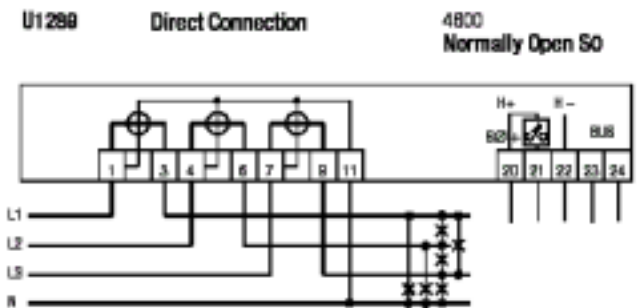 U1289 Direct Connection 4800
Normally Open S0
H+ H-
BUS
1 3 4 6 7 9 11 20 21 22 23 24
L1
L2
L3
N